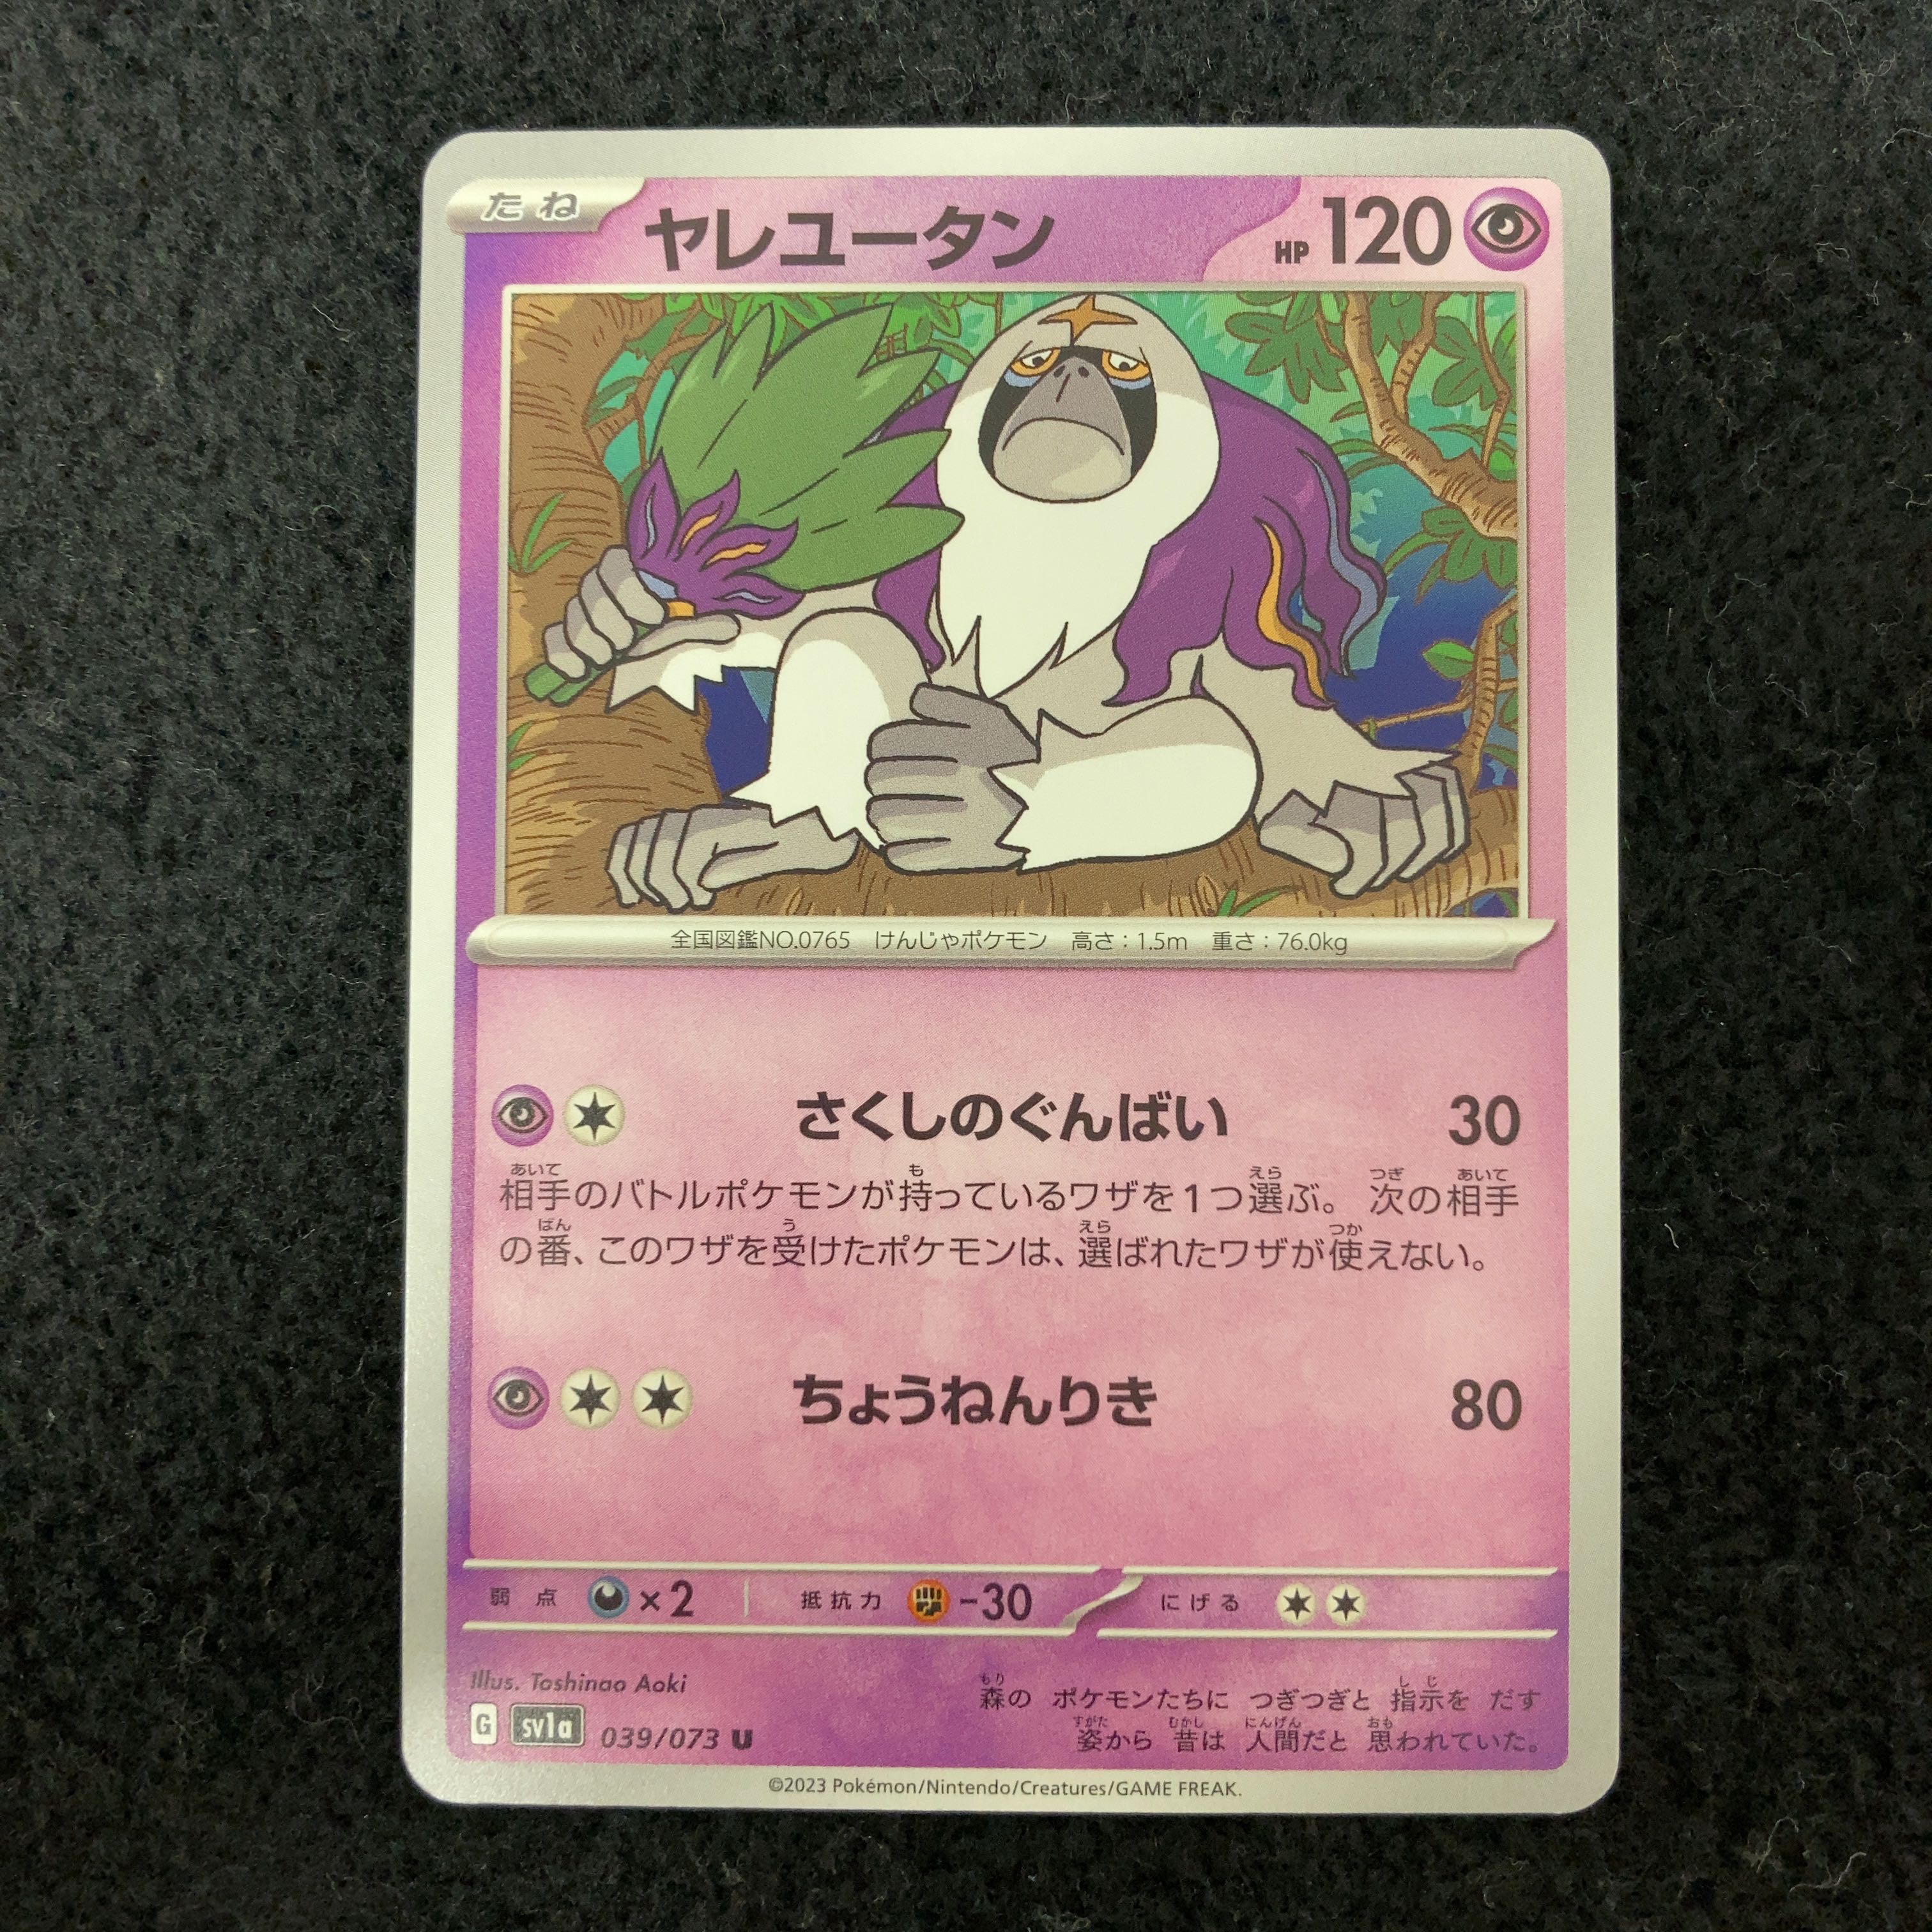 たね
ヤレユータン
HP 120
全国図鑑NO.0765 けんじゃポケモン 高さ：1.5m 重さ：76.0kg
さくしのぐんばい 30
相手のバトルポケモンが持っているワザを1つ選ぶ。次の相手
の番、このワザを受けたポケモンは、選ばれたワザが使えない。
ちょうねんりき 80
弱点 ×2 抵抗力 -30 にげる
Illus. Toshinao Aoki
森の ポケモンたちに つぎつぎと 指示を だす
姿から 昔は 人間だと 思われていた。
G sv1a 039/073 U
©2023 Pokémon/Nintendo/Creatures/GAME FREAK.